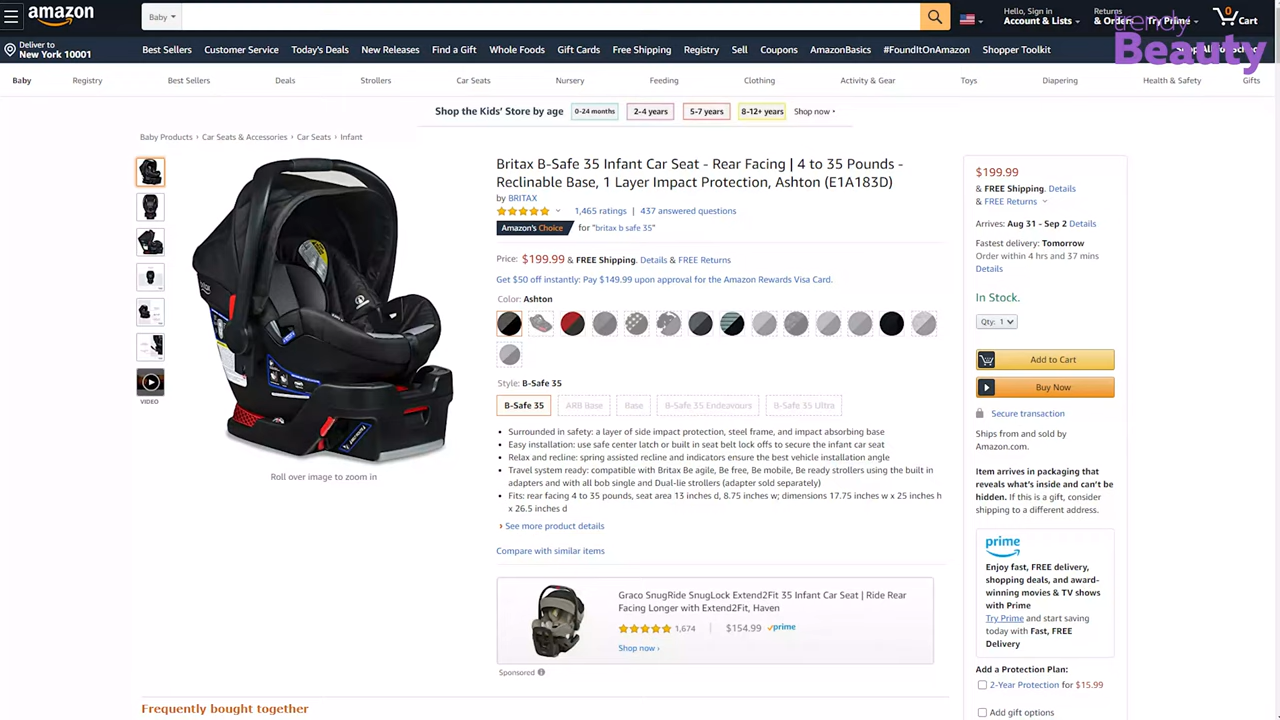 amazon
Baby
Hello, Sign in
Account & Lists
Returns
& Orders
Try Prime
0
Cart
trendy
Beauty
Deliver to
New York 10001
Best Sellers
Customer Service
Today's Deals
New Releases
Find a Gift
Whole Foods
Gift Cards
Free Shipping
Registry
Sell
Coupons
AmazonBasics
#FoundItOnAmazon
Shopper Toolkit
Baby
Registry
Best Sellers
Deals
Strollers
Car Seats
Nursery
Feeding
Clothing
Activity & Gear
Toys
Diapering
Health & Safety
Gifts
Shop the Kids' Store by age
0-24 months
2-4 years
5-7 years
8-12+ years
Shop now ›
Baby Products › Car Seats & Accessories › Car Seats › Infant
VIDEO
Roll over image to zoom in
Britax B-Safe 35 Infant Car Seat - Rear Facing | 4 to 35 Pounds -
Reclinable Base, 1 Layer Impact Protection, Ashton (E1A183D)
by BRITAX
1,465 ratings | 437 answered questions
Amazon's Choice for "britax b safe 35"
Price: $199.99 & FREE Shipping. Details & FREE Returns
Get $50 off instantly: Pay $149.99 upon approval for the Amazon Rewards Visa Card.
Color: Ashton
Style: B-Safe 35
B-Safe 35
ARB Base
Base
B-Safe 35 Endeavours
B-Safe 35 Ultra
• Surrounded in safety: a layer of side impact protection, steel frame, and impact absorbing base
• Easy installation: use safe center latch or built in seat belt lock offs to secure the infant car seat
• Relax and recline: spring assisted recline and indicators ensure the best vehicle installation angle
• Travel system ready: compatible with Britax Be agile, Be free, Be mobile, Be ready strollers using the built in
adapters and with all bob single and Dual-lie strollers (adapter sold separately)
• Fits: rear facing 4 to 35 pounds, seat area 13 inches d, 8.75 inches w; dimensions 17.75 inches w x 25 inches h
x 26.5 inches d
› See more product details
Compare with similar items
Graco SnugRide SnugLock Extend2Fit 35 Infant Car Seat | Ride Rear
Facing Longer with Extend2Fit, Haven
1,674 | $154.99 prime
Shop now ›
Sponsored
Frequently bought together
$199.99
& FREE Shipping. Details
& FREE Returns
Arrives: Aug 31 - Sep 2 Details
Fastest delivery: Tomorrow
Order within 4 hrs and 37 mins
Details
In Stock.
Qty: 1
Add to Cart
Buy Now
Secure transaction
Ships from and sold by
Amazon.com.
Item arrives in packaging that
reveals what's inside and can't be
hidden. If this is a gift, consider
shipping to a different address.
prime
Enjoy fast, FREE delivery,
shopping deals, and award-
winning movies & TV shows
with Prime
Try Prime and start saving
today with Fast, FREE
Delivery
Add a Protection Plan:
2-Year Protection for $15.99
Add gift options